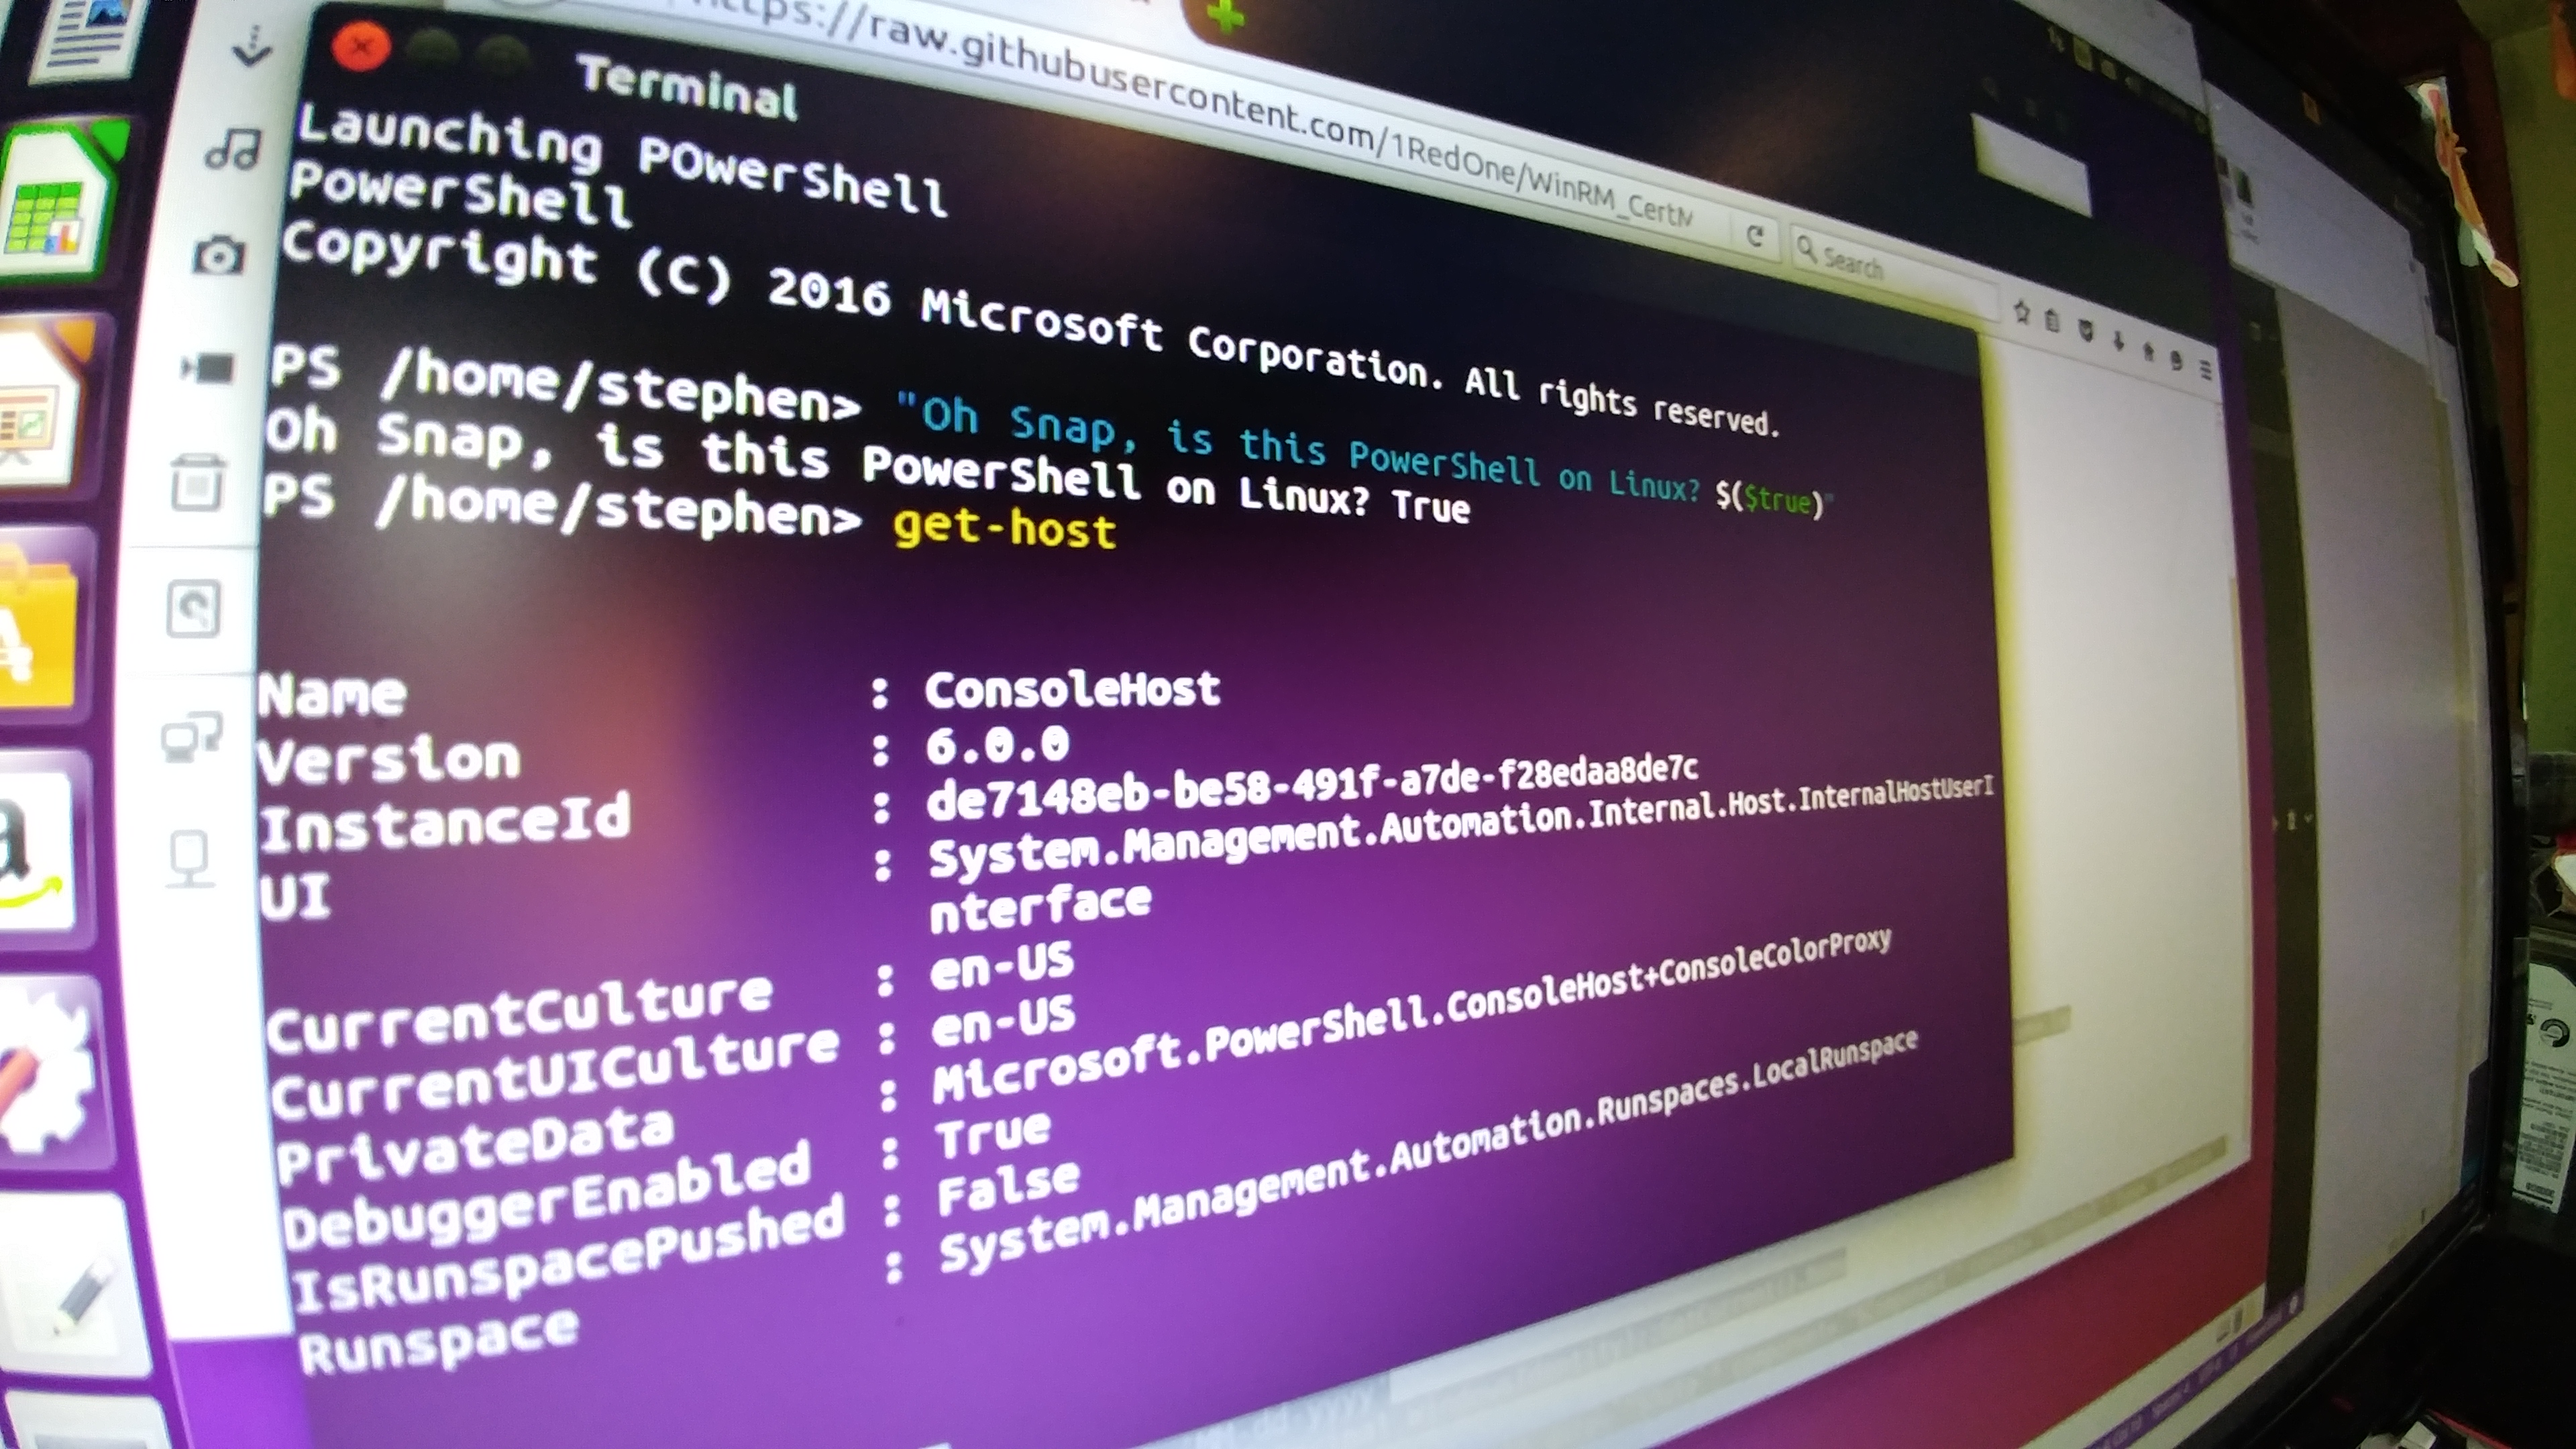 https://raw.githubusercontent.com/1RedOne/WinRM_CertM
Search
Terminal
Launching POwerShell
PowerShell
Copyright (C) 2016 Microsoft Corporation. All rights reserved.
PS /home/stephen> "Oh Snap, is this PowerShell on Linux? $($true)"
Oh Snap, is this PowerShell on Linux? True
PS /home/stephen> get-host
Name : ConsoleHost
Version : 6.0.0
InstanceId : de7148eb-be58-491f-a7de-f28edaa8de7c
UI : System.Management.Automation.Internal.Host.InternalHostUserI
nterface
CurrentCulture : en-US
CurrentUICulture : en-US
PrivateData : Microsoft.PowerShell.ConsoleHost+ConsoleColorProxy
DebuggerEnabled : True
IsRunspacePushed : False
Runspace : System.Management.Automation.Runspaces.LocalRunspace